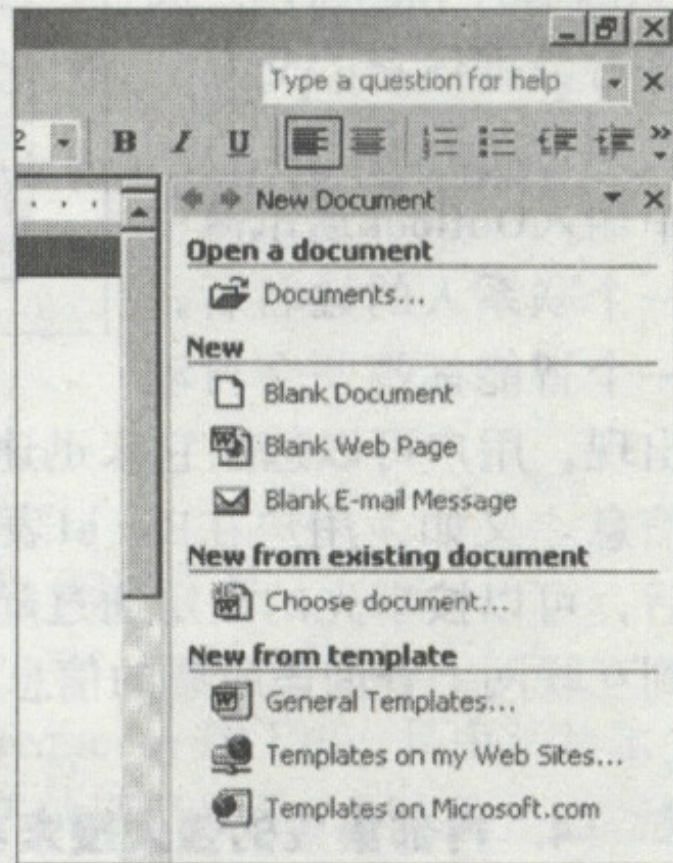 Type a question for help
2 B I U
New Document
Open a document
Documents...
New
Blank Document
Blank Web Page
Blank E-mail Message
New from existing document
Choose document...
New from template
General Templates...
Templates on my Web Sites...
Templates on Microsoft.com